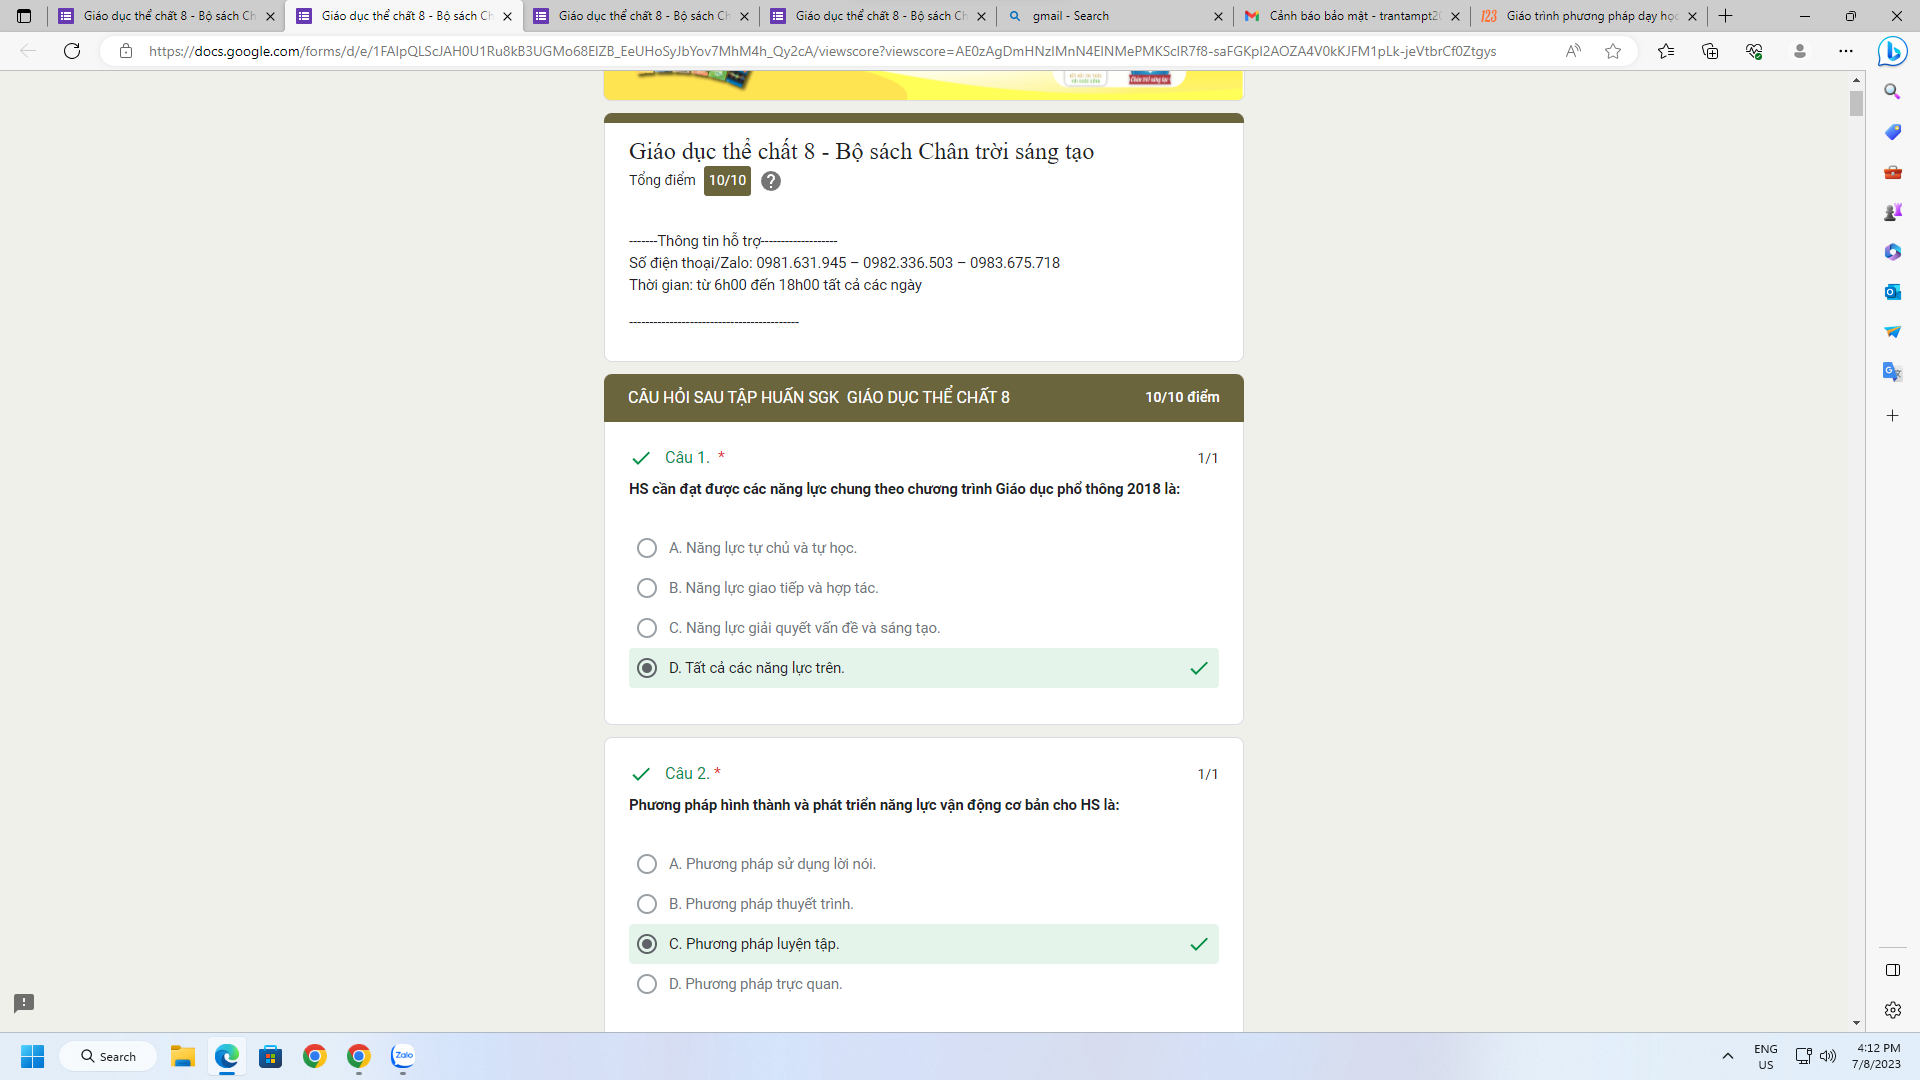 Giáo dục thể chất 8 - Bộ sách Ch
Giáo dục thể chất 8 - Bộ sách Ch
Giáo dục thể chất 8 - Bộ sách Ch
Giáo dục thể chất 8 - Bộ sách Ch
gmail - Search
Cảnh báo bảo mật - trantampt20
123 Giáo trình phương pháp dạy học
https://docs.google.com/forms/d/e/1FAIpQLScJAH0U1Ru8kB3UGMo68EIZB_EeUHoSyJbYov7MhM4h_Qy2cA/viewscore?viewscore=AE0zAgDmHNzIMnN4EINMePMKScIR7f8-saFGKpI2AOZA4V0kKJFM1pLk-jeVtbrCf0Ztgys
Giáo dục thể chất 8 - Bộ sách Chân trời sáng tạo
Tổng điểm 10/10
-------Thông tin hỗ trợ-------------------
Số điện thoại/Zalo: 0981.631.945 – 0982.336.503 – 0983.675.718
Thời gian: từ 6h00 đến 18h00 tất cả các ngày
------------------------------------------
CÂU HỎI SAU TẬP HUẤN SGK GIÁO DỤC THỂ CHẤT 8 10/10 điểm
Câu 1. * 1/1
HS cần đạt được các năng lực chung theo chương trình Giáo dục phổ thông 2018 là:
A. Năng lực tự chủ và tự học.
B. Năng lực giao tiếp và hợp tác.
C. Năng lực giải quyết vấn đề và sáng tạo.
D. Tất cả các năng lực trên.
Câu 2. * 1/1
Phương pháp hình thành và phát triển năng lực vận động cơ bản cho HS là:
A. Phương pháp sử dụng lời nói.
B. Phương pháp thuyết trình.
C. Phương pháp luyện tập.
D. Phương pháp trực quan.
Search
Zalo
ENG
US
4:12 PM
7/8/2023